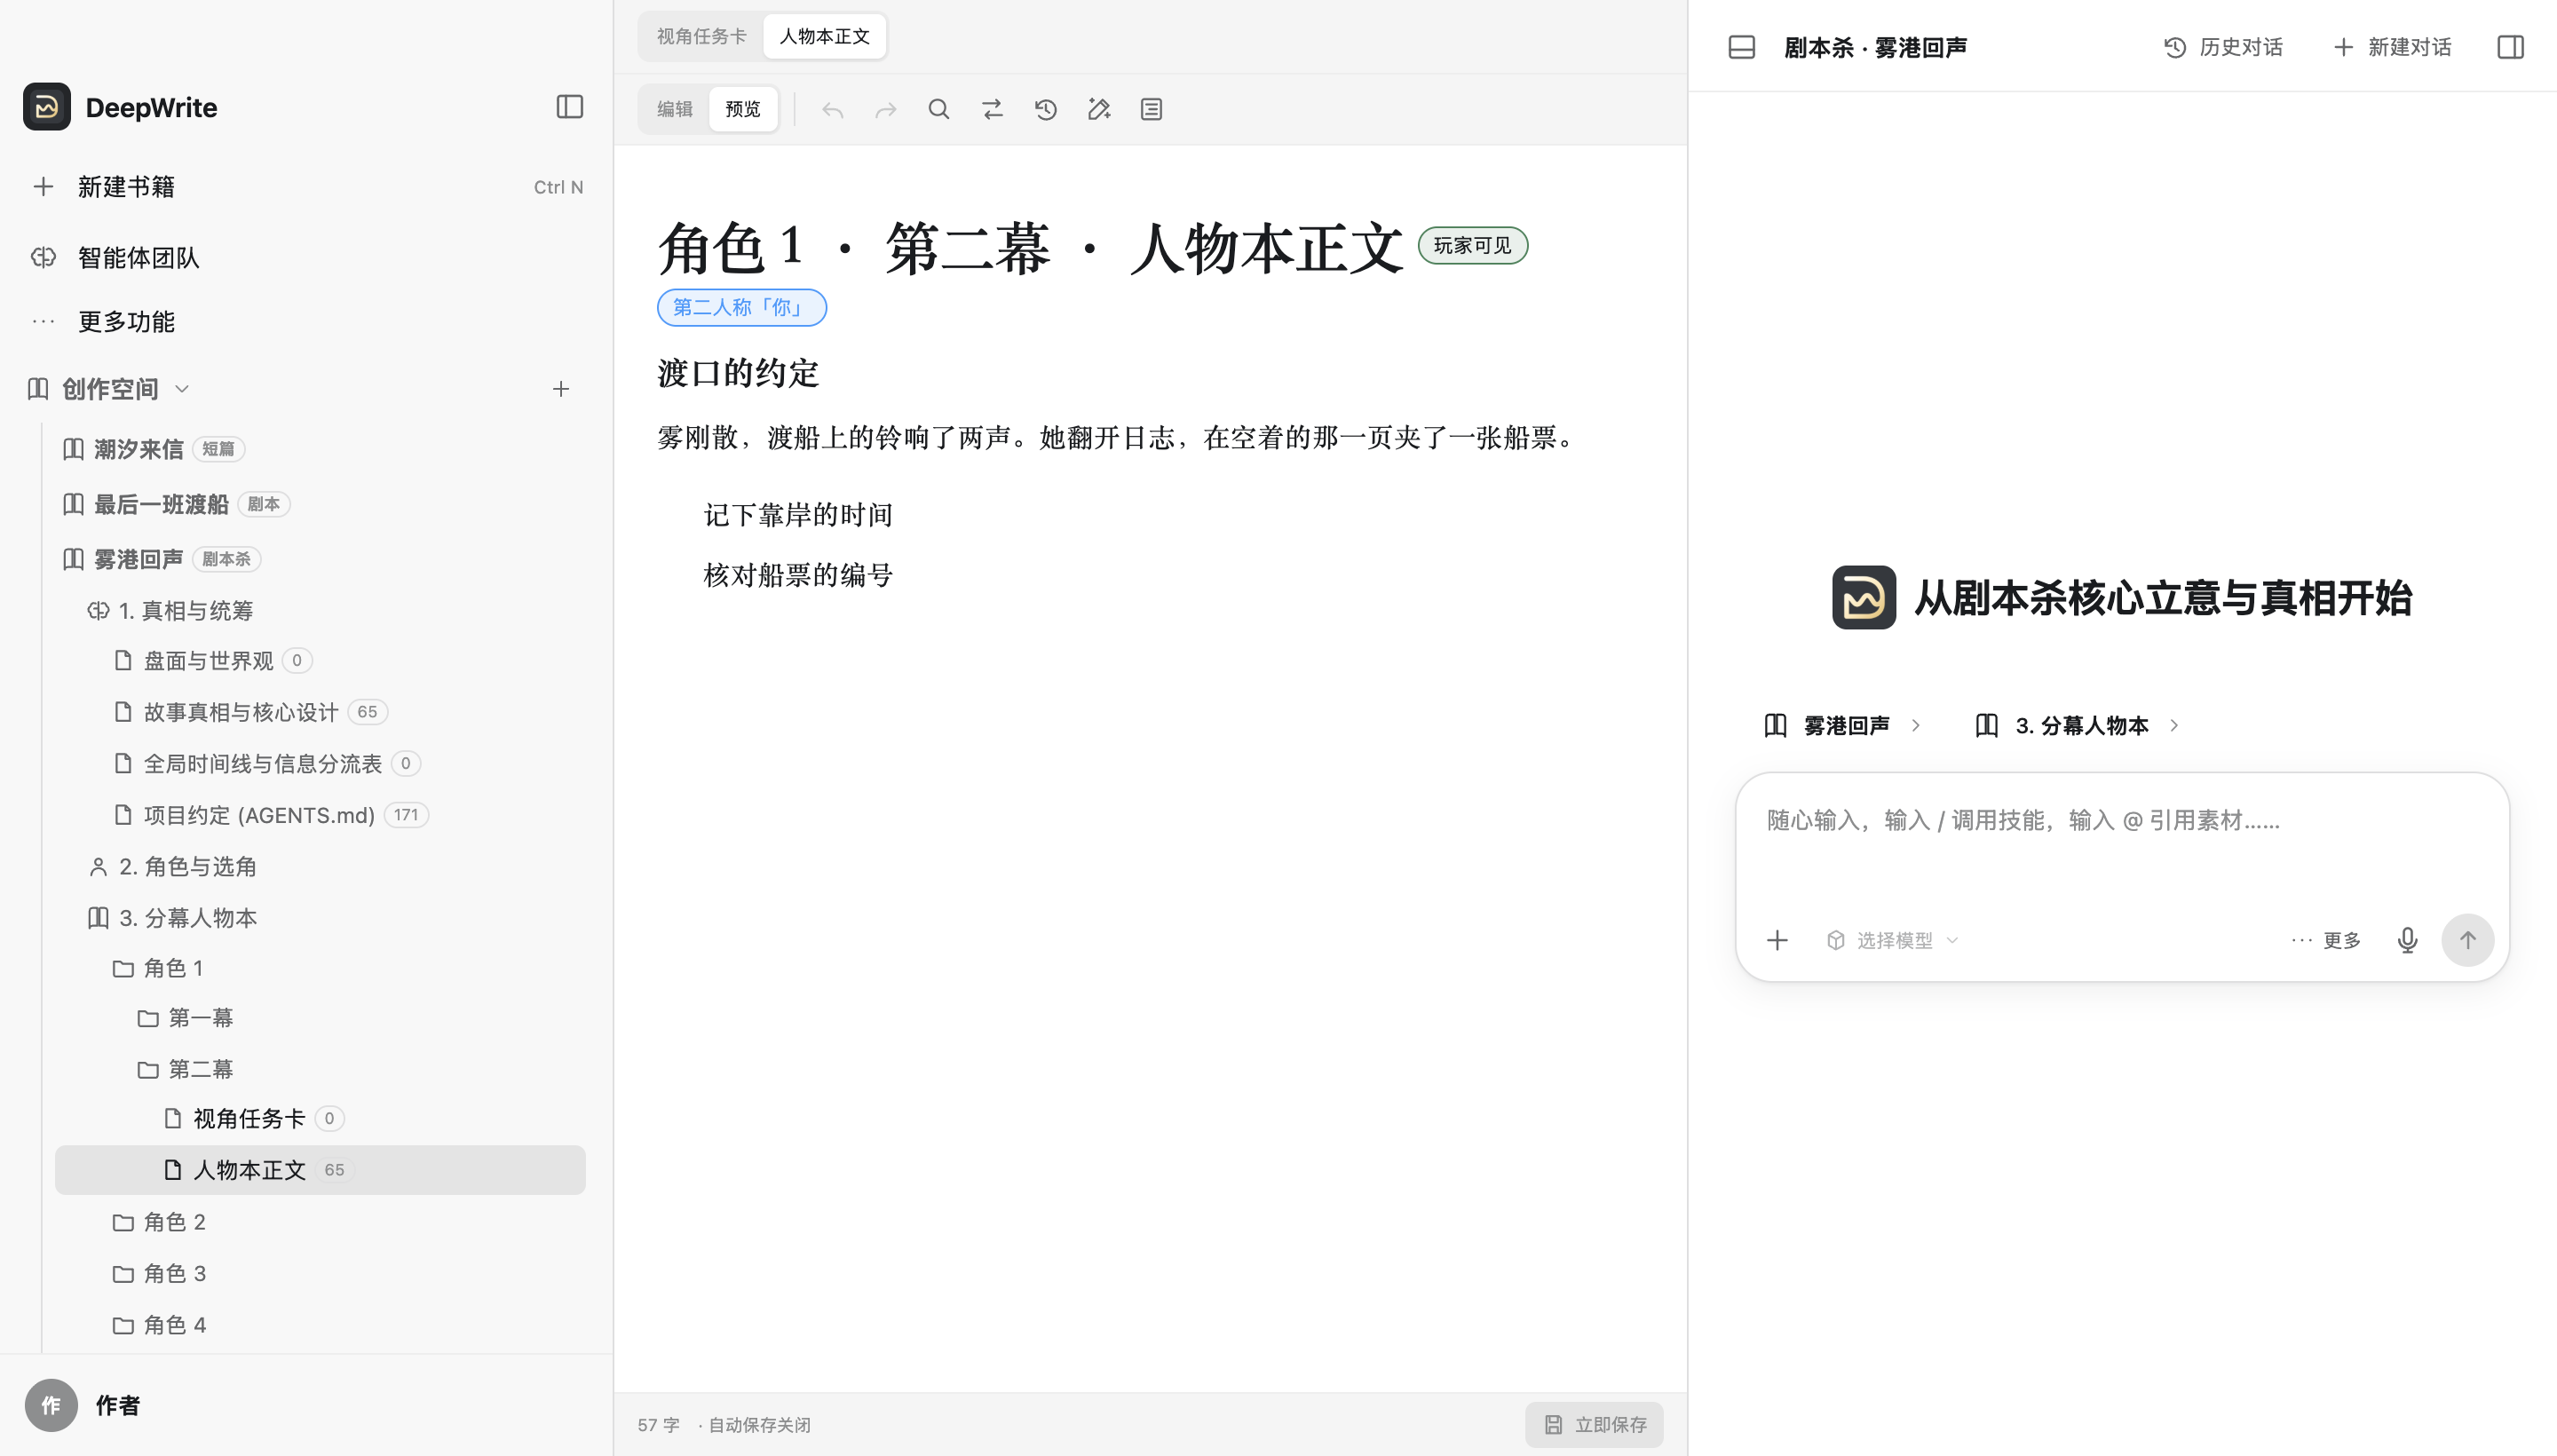 DeepWrite
新建书籍 Ctrl N
智能体团队
更多功能
创作空间
潮汐来信 短篇
最后一班渡船 剧本
雾港回声 剧本杀
1. 真相与统筹
盘面与世界观 0
故事真相与核心设计 65
全局时间线与信息分流表 0
项目约定 (AGENTS.md) 171
2. 角色与选角
3. 分幕人物本
角色 1
第一幕
第二幕
视角任务卡 0
人物本正文 65
角色 2
角色 3
角色 4
作 作者
视角任务卡 人物本正文
编辑 预览
角色 1 · 第二幕 · 人物本正文 玩家可见
第二人称「你」
渡口的约定
雾刚散，渡船上的铃响了两声。她翻开日志，在空着的那一页夹了一张船票。
记下靠岸的时间
核对船票的编号
57 字 · 自动保存关闭 立即保存
剧本杀 · 雾港回声 历史对话 新建对话
从剧本杀核心立意与真相开始
雾港回声 3. 分幕人物本
随心输入，输入 / 调用技能，输入 @ 引用素材……
选择模型 更多